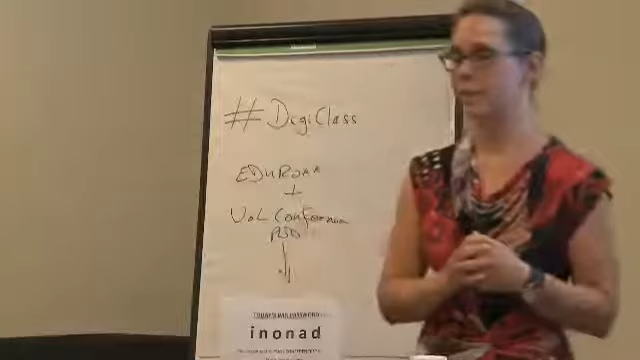 #DigiClass
EDUROAM
+
UoL Conference
PSD
TODAY'S WIFI PASSWORD
inonad